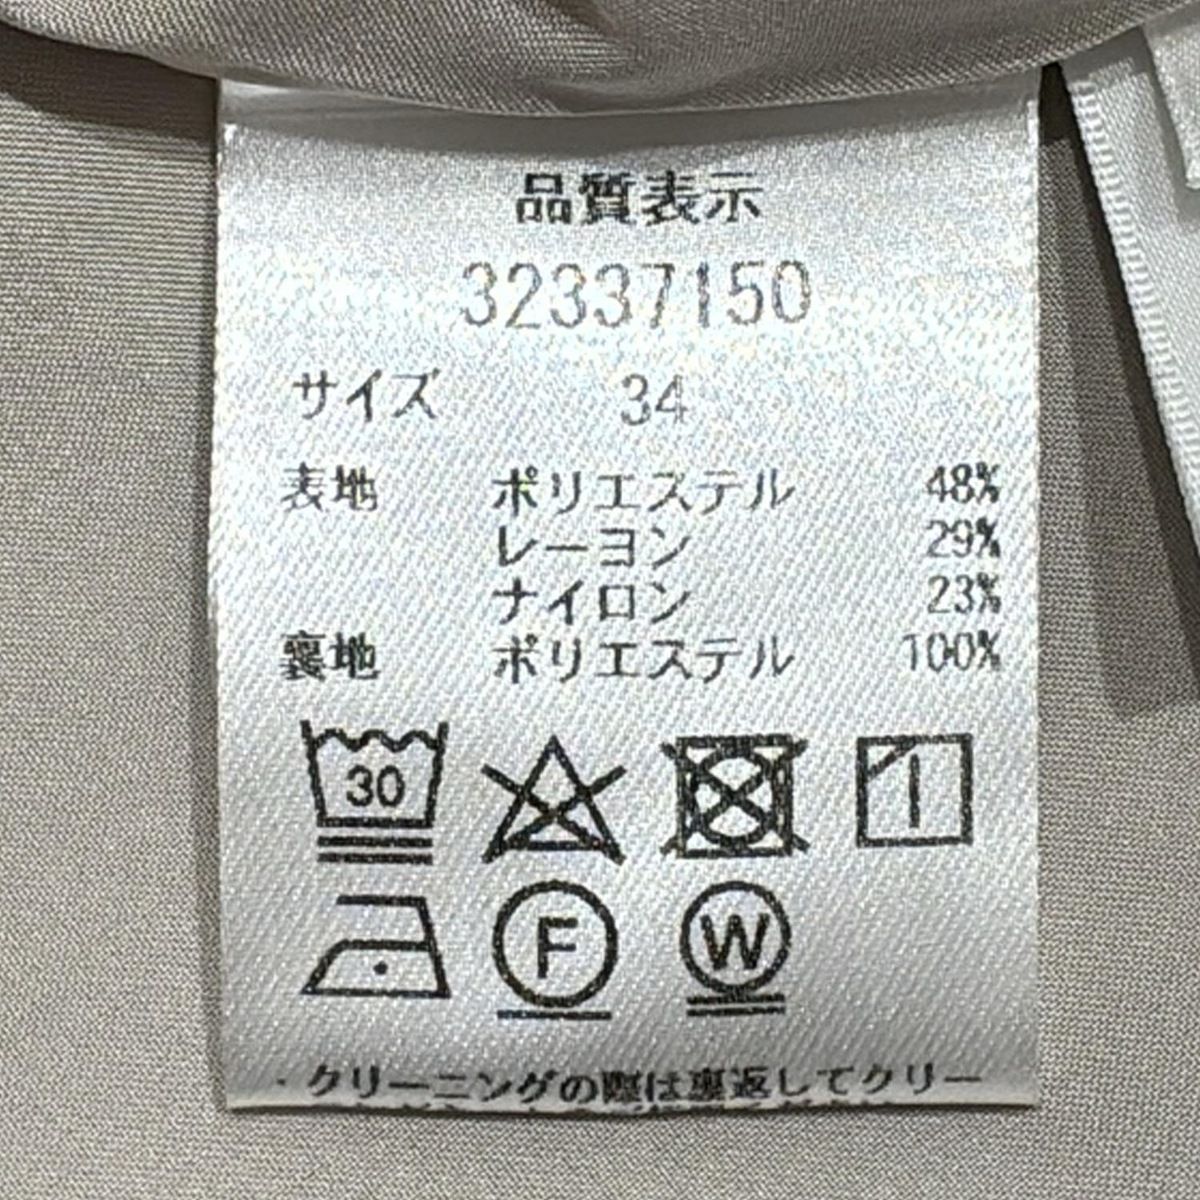 品質表示
32337150
サイズ 34
表地 ポリエステル 48%
レーヨン 29%
ナイロン 23%
裏地 ポリエステル 100%
30
F W
・クリーニングの際は裏返してクリー